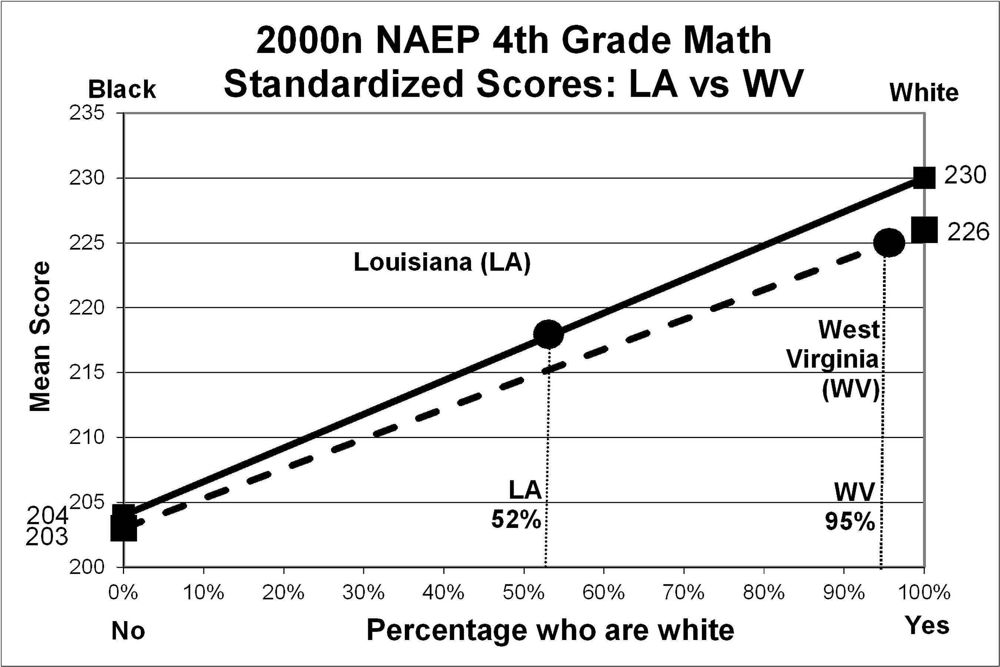 2000n NAEP 4th Grade Math
Standardized Scores: LA vs WV
Black
White
235
230
230
226
225
Louisiana (LA)
220
West
Virginia
(WV)
Mean Score
215
210
LA
52%
WV
95%
205
204
203
200
0% 10% 20% 30% 40% 50% 60% 70% 80% 90% 100%
No Percentage who are white Yes